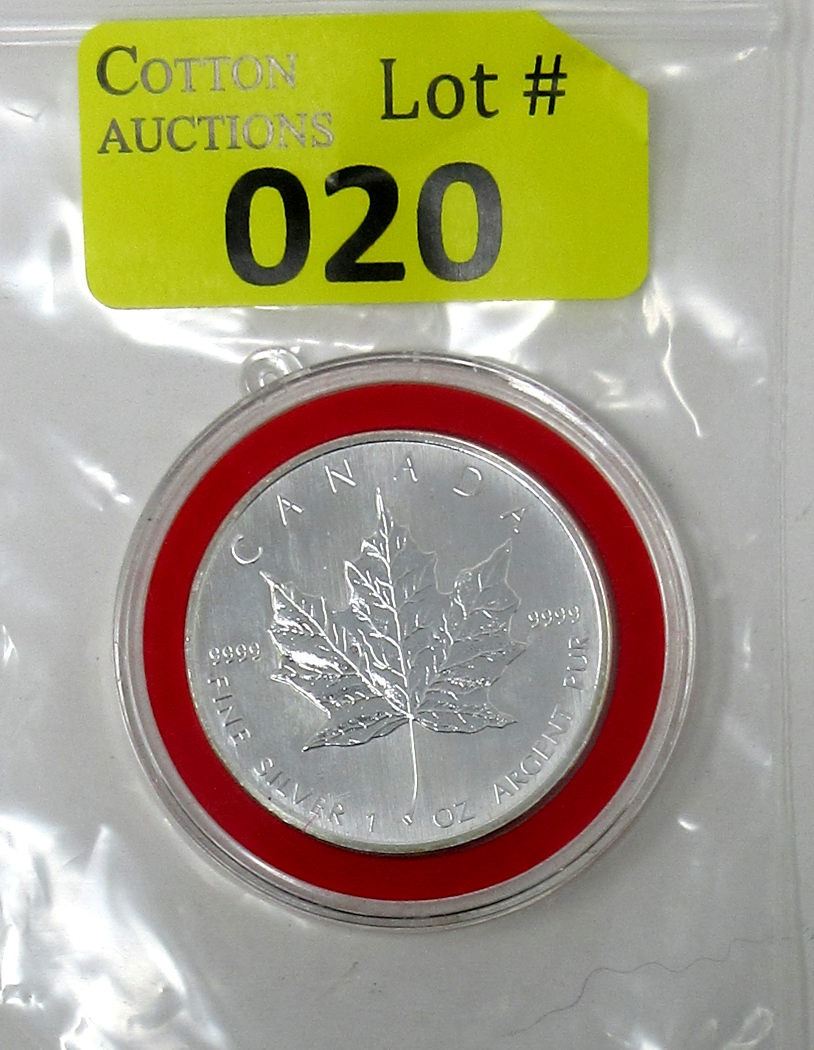 COTTON
AUCTIONS
Lot #
020
CANADA
9999
9999
FINE SILVER 1 OZ ARGENT PUR